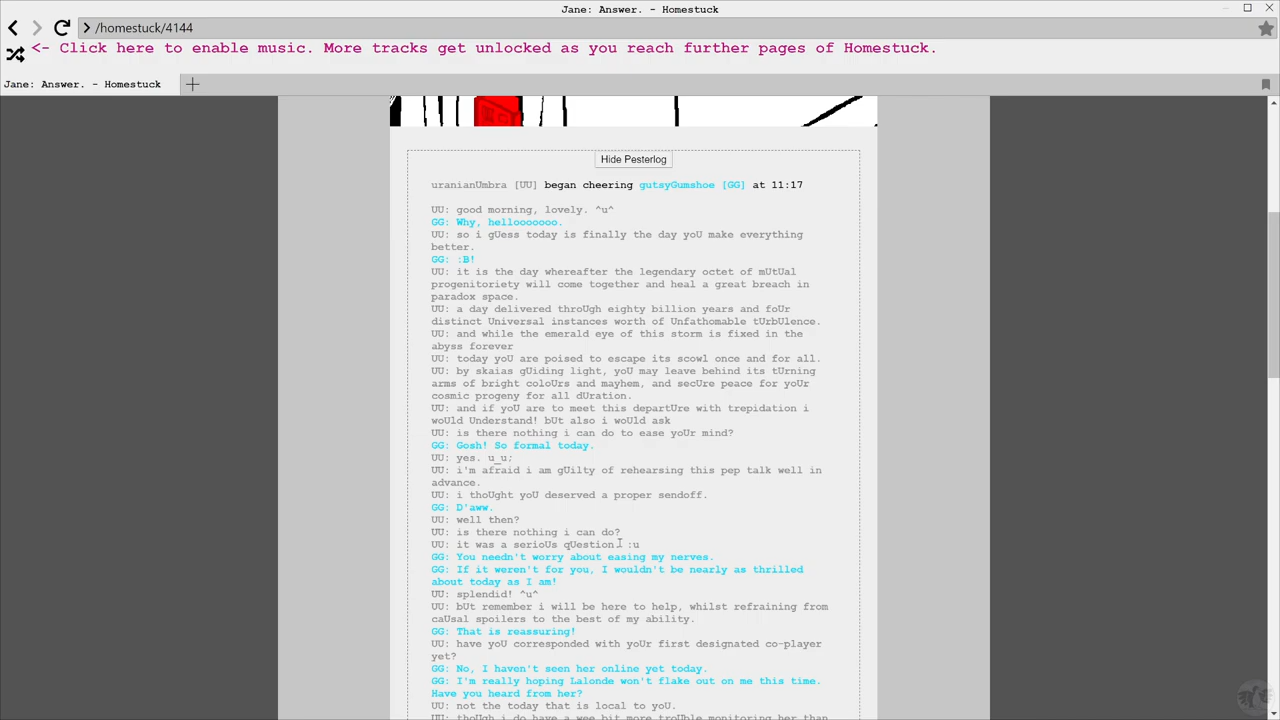 Jane: Answer. - Homestuck
/homestuck/4144
<- Click here to enable music. More tracks get unlocked as you reach further pages of Homestuck.
Jane: Answer. - Homestuck
Hide Pesterlog
uranianUmbra [UU] began cheering gutsyGumshoe [GG] at 11:17
UU: good morning, lovely. ^u^
GG: Why, hellooooooo.
UU: so i gUess today is finally the day yoU make everything
better.
GG: :B!
UU: it is the day whereafter the legendary octet of mUtUal
progenitoriety will come together and heal a great breach in
paradox space.
UU: a day delivered throUgh eighty billion years and foUr
distinct Universal instances worth of Unfathomable tUrbUlence.
UU: and while the emerald eye of this storm is fixed in the
abyss forever
UU: today yoU are poised to escape its scowl once and for all.
UU: by skaias gUiding light, yoU may leave behind its tUrning
arms of bright coloUrs and mayhem, and secUre peace for yoUr
cosmic progeny for all dUration.
UU: and if yoU are to meet this departUre with trepidation i
woUld Understand! bUt also i woUld ask
UU: is there nothing i can do to ease yoUr mind?
GG: Gosh! So formal today.
UU: yes. u_u;
UU: i'm afraid i am gUilty of rehearsing this pep talk well in
advance.
UU: i thoUght yoU deserved a proper sendoff.
GG: D'aww.
UU: well then?
UU: is there nothing i can do?
UU: it was a serioUs qUestion. :u
GG: You needn't worry about easing my nerves.
GG: If it weren't for you, I wouldn't be nearly as thrilled
about today as I am!
UU: splendid! ^u^
UU: bUt remember i will be here to help, whilst refraining from
caUsal spoilers to the best of my ability.
GG: That is reassuring!
UU: have yoU corresponded with yoUr first designated co-player
yet?
GG: No, I haven't seen her online yet today.
GG: I'm really hoping Lalonde won't flake out on me this time.
Have you heard from her?
UU: not the today that is local to yoU.
UU: thoUgh i do have a wee bit more troUble monitoring her than